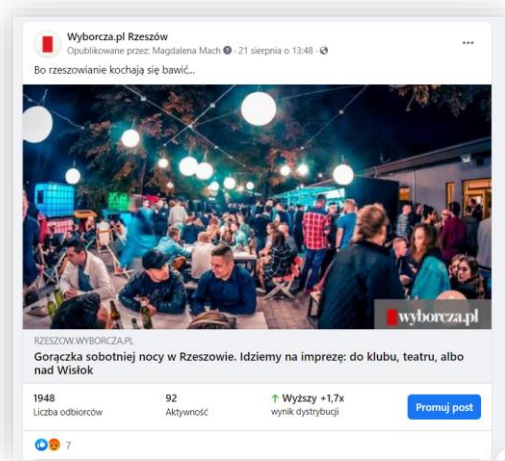 Wyborcza.pl Rzeszów
Opublikowane przez: Magdalena Mach · 21 sierpnia o 13:48 ·
Bo rzeszowianie kochają się bawić...
wyborcza.pl
RZESZOW.WYBORCZA.PL
Gorączka sobotniej nocy w Rzeszowie. Idziemy na imprezę: do klubu, teatru, albo
nad Wisłok
1948 92 ↑ Wyższy +1,7x
Liczba odbiorców Aktywność wynik dystrybucji Promuj post
7